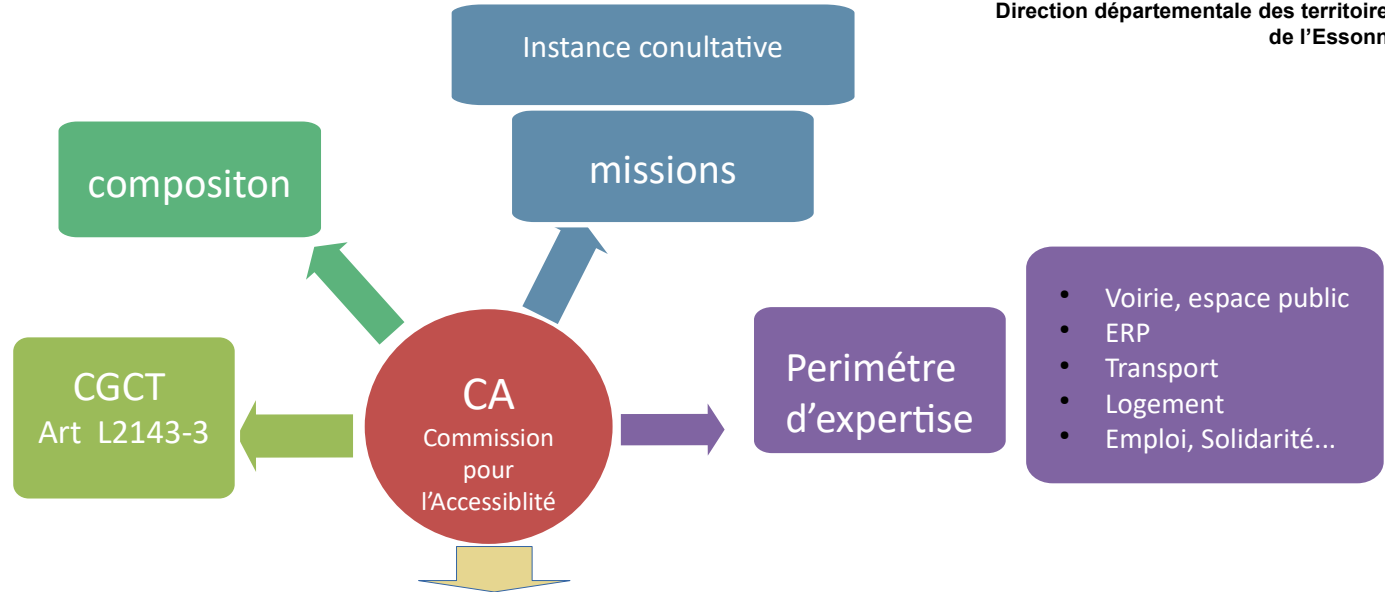 Direction départementale des territoire
de l'Essonn
Instance conultative
missions
compositon
CGCT
Art L2143-3
CA
Commission
pour
l'Accessiblité
Perimétre
d'expertise
• Voirie, espace public
• ERP
• Transport
• Logement
• Emploi, Solidarité...